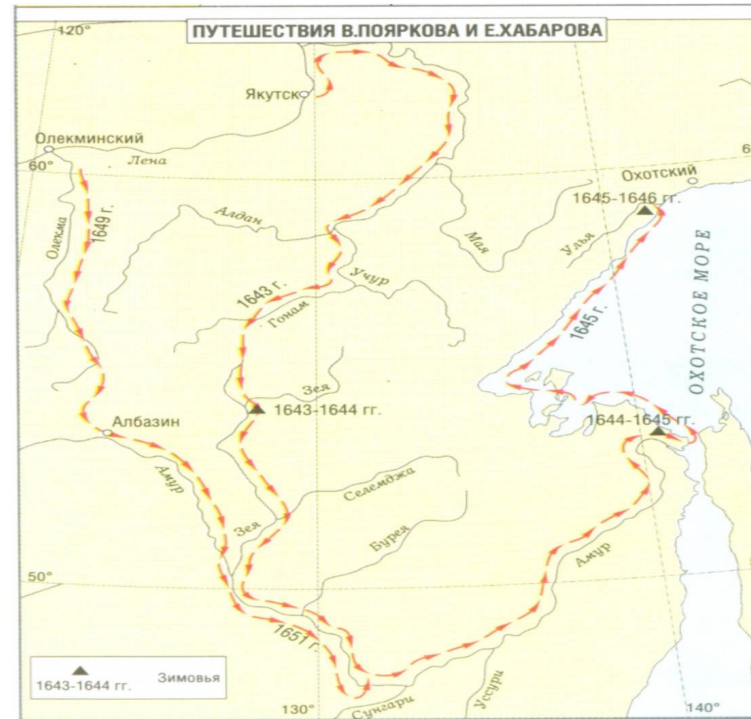 ПУТЕШЕСТВИЯ В.ПОЯРКОВА И Е.ХАБАРОВА
120°
Якутск
Олекминский
Лена
60°
6
Охотский
1645-1646 гг.
Олекма
1649 г.
Алдан
Мая
Улья
Учур
1643 г.
Гонам
1645 г.
ОХОТСКОЕ МОРЕ
Зея
1643-1644 гг.
1644-1645 гг.
Албазин
Амур
Селемджа
Зея
Бурея
Амур
50°
1651 г.
Уссури
Сунгари
1643-1644 гг.
Зимовья
130°
140°